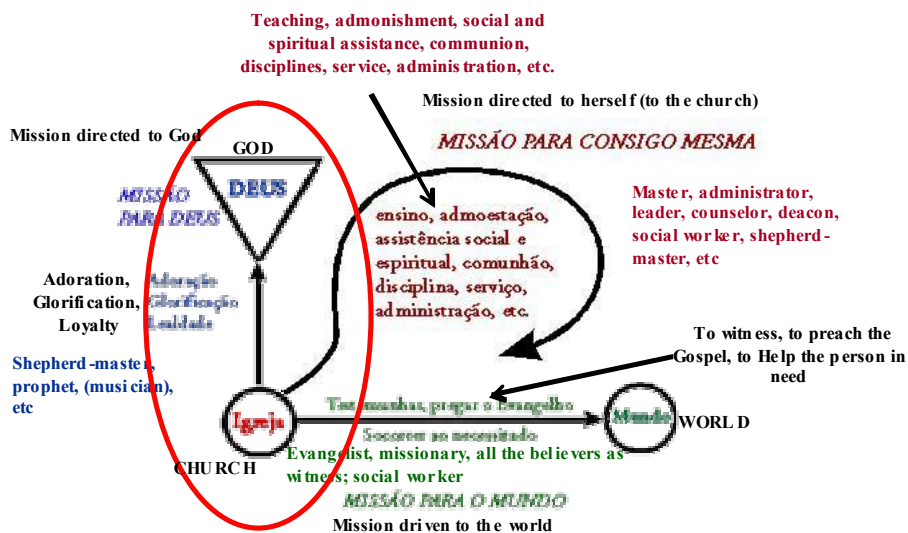 Teaching, admonishment, social and
spiritual assistance, communion,
disciplines, service, administration, etc.
Mission directed to herself (to the church)
Mission directed to God
MISSÃO PARA CONSIGO MESMA
GOD
DEUS
MISSÃO
PARA DEUS
Master, administrator,
leader, counselor, deacon,
social worker, shepherd-
master, etc
ensino, admoestação,
assistência social e
espiritual, comunhão,
disciplina, serviço,
administração, etc.
Adoration,
Glorification,
Loyalty
Adoração
Glorificação
Lealdade
To witness, to preach the
Gospel, to Help the person in
need
Shepherd-master,
prophet, (musician),
etc
Igreja
CHURCH
Testemunhas, pregar o Evangelho
Socorrer ao necessitado
Mundo
WORLD
Evangelist, missionary, all the believers as
witness; social worker
MISSÃO PARA O MUNDO
Mission driven to the world